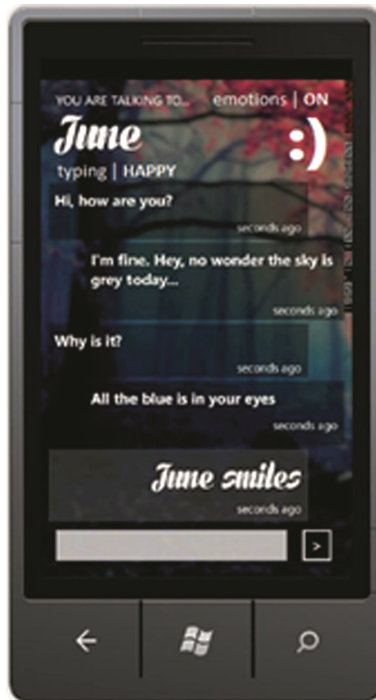 YOU ARE TALKING TO... emotions | ON
June :)
typing | HAPPY
Hi, how are you?
seconds ago
I'm fine. Hey, no wonder the sky is
grey today...
seconds ago
Why is it?
seconds ago
All the blue is in your eyes
seconds ago
June smiles
seconds ago
>